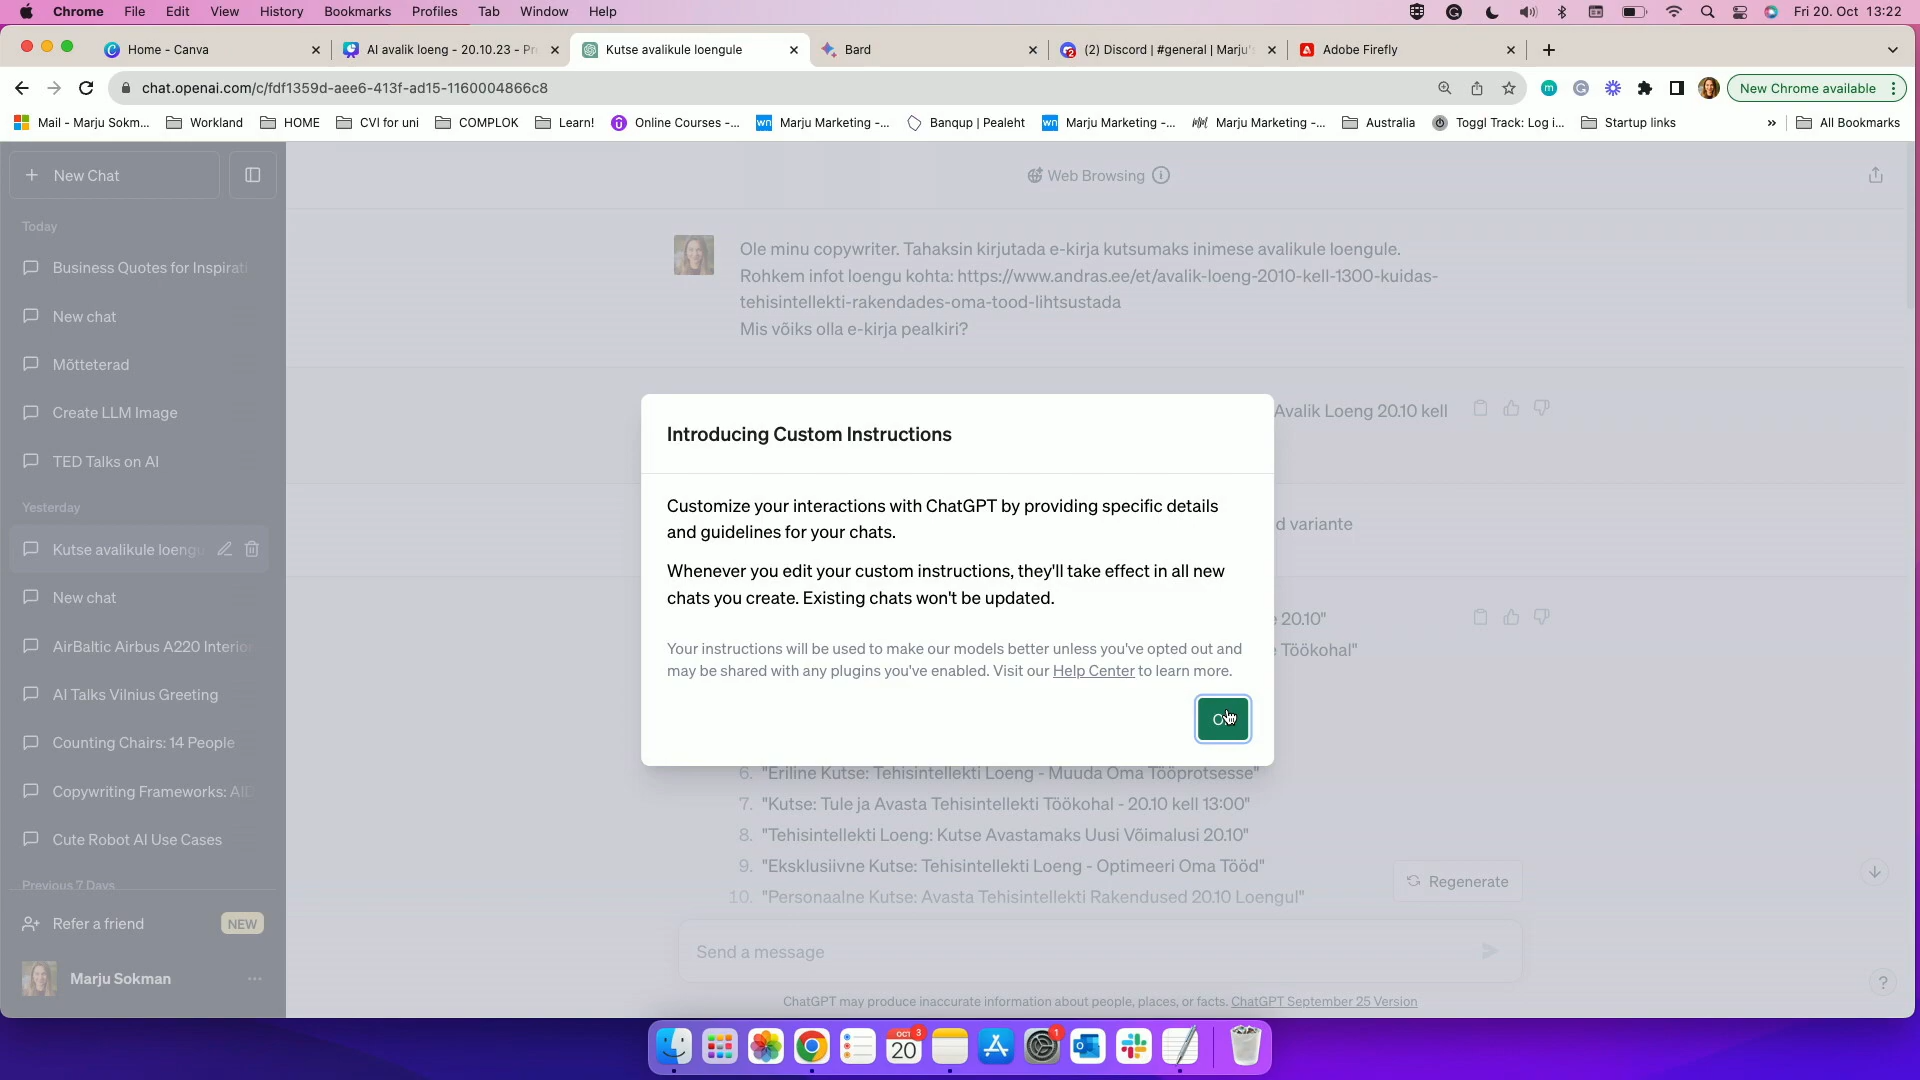 Chrome File Edit View History Bookmarks Profiles Tab Window Help Fri 20. Oct 13:22
Home - Canva
AI avalik loeng - 20.10.23 - Pr
Kutse avalikule loengule
Bard
(2) Discord | #general | Marju'
Adobe Firefly
chat.openai.com/c/fdf1359d-aee6-413f-ad15-1160004866c8
New Chrome available
Mail - Marju Sokm...
Workland
HOME
CVI for uni
COMPLOK
Learn!
Online Courses -...
Marju Marketing -...
Banqup | Pealeht
Marju Marketing -...
Marju Marketing -...
Australia
Toggl Track: Log i...
Startup links
»
All Bookmarks
New Chat
Today
Business Quotes for Inspirati
New chat
Mõtteterad
Create LLM Image
TED Talks on AI
Yesterday
Kutse avalikule loengu
New chat
AirBaltic Airbus A220 Interior
AI Talks Vilnius Greeting
Counting Chairs: 14 People
Copywriting Frameworks: AID
Cute Robot AI Use Cases
Previous 7 Days
Refer a friend NEW
Marju Sokman
Web Browsing
Ole minu copywriter. Tahaksin kirjutada e-kirja kutsumaks inimese avalikule loengule.
Rohkem infot loengu kohta: https://www.andras.ee/et/avalik-loeng-2010-kell-1300-kuidas-
tehisintellekti-rakendades-oma-tood-lihtsustada
Mis võiks olla e-kirja pealkiri?
Avalik Loeng 20.10 kell
d variante
e 20.10"
e Töökohal"
Introducing Custom Instructions
Customize your interactions with ChatGPT by providing specific details
and guidelines for your chats.
Whenever you edit your custom instructions, they'll take effect in all new
chats you create. Existing chats won't be updated.
Your instructions will be used to make our models better unless you've opted out and
may be shared with any plugins you've enabled. Visit our Help Center to learn more.
6. "Eriline Kutse: Tehisintellekti Loeng - Muuda Oma Tööprotsesse"
7. "Kutse: Tule ja Avasta Tehisintellekti Töökohal - 20.10 kell 13:00"
8. "Tehisintellekti Loeng: Kutse Avastamaks Uusi Võimalusi 20.10"
9. "Eksklusiivne Kutse: Tehisintellekti Loeng - Optimeeri Oma Tööd"
10. "Personaalne Kutse: Avasta Tehisintellekti Rakendused 20.10 Loengul"
Regenerate
Send a message
ChatGPT may produce inaccurate information about people, places, or facts. ChatGPT September 25 Version
?
OCT 3
20
1